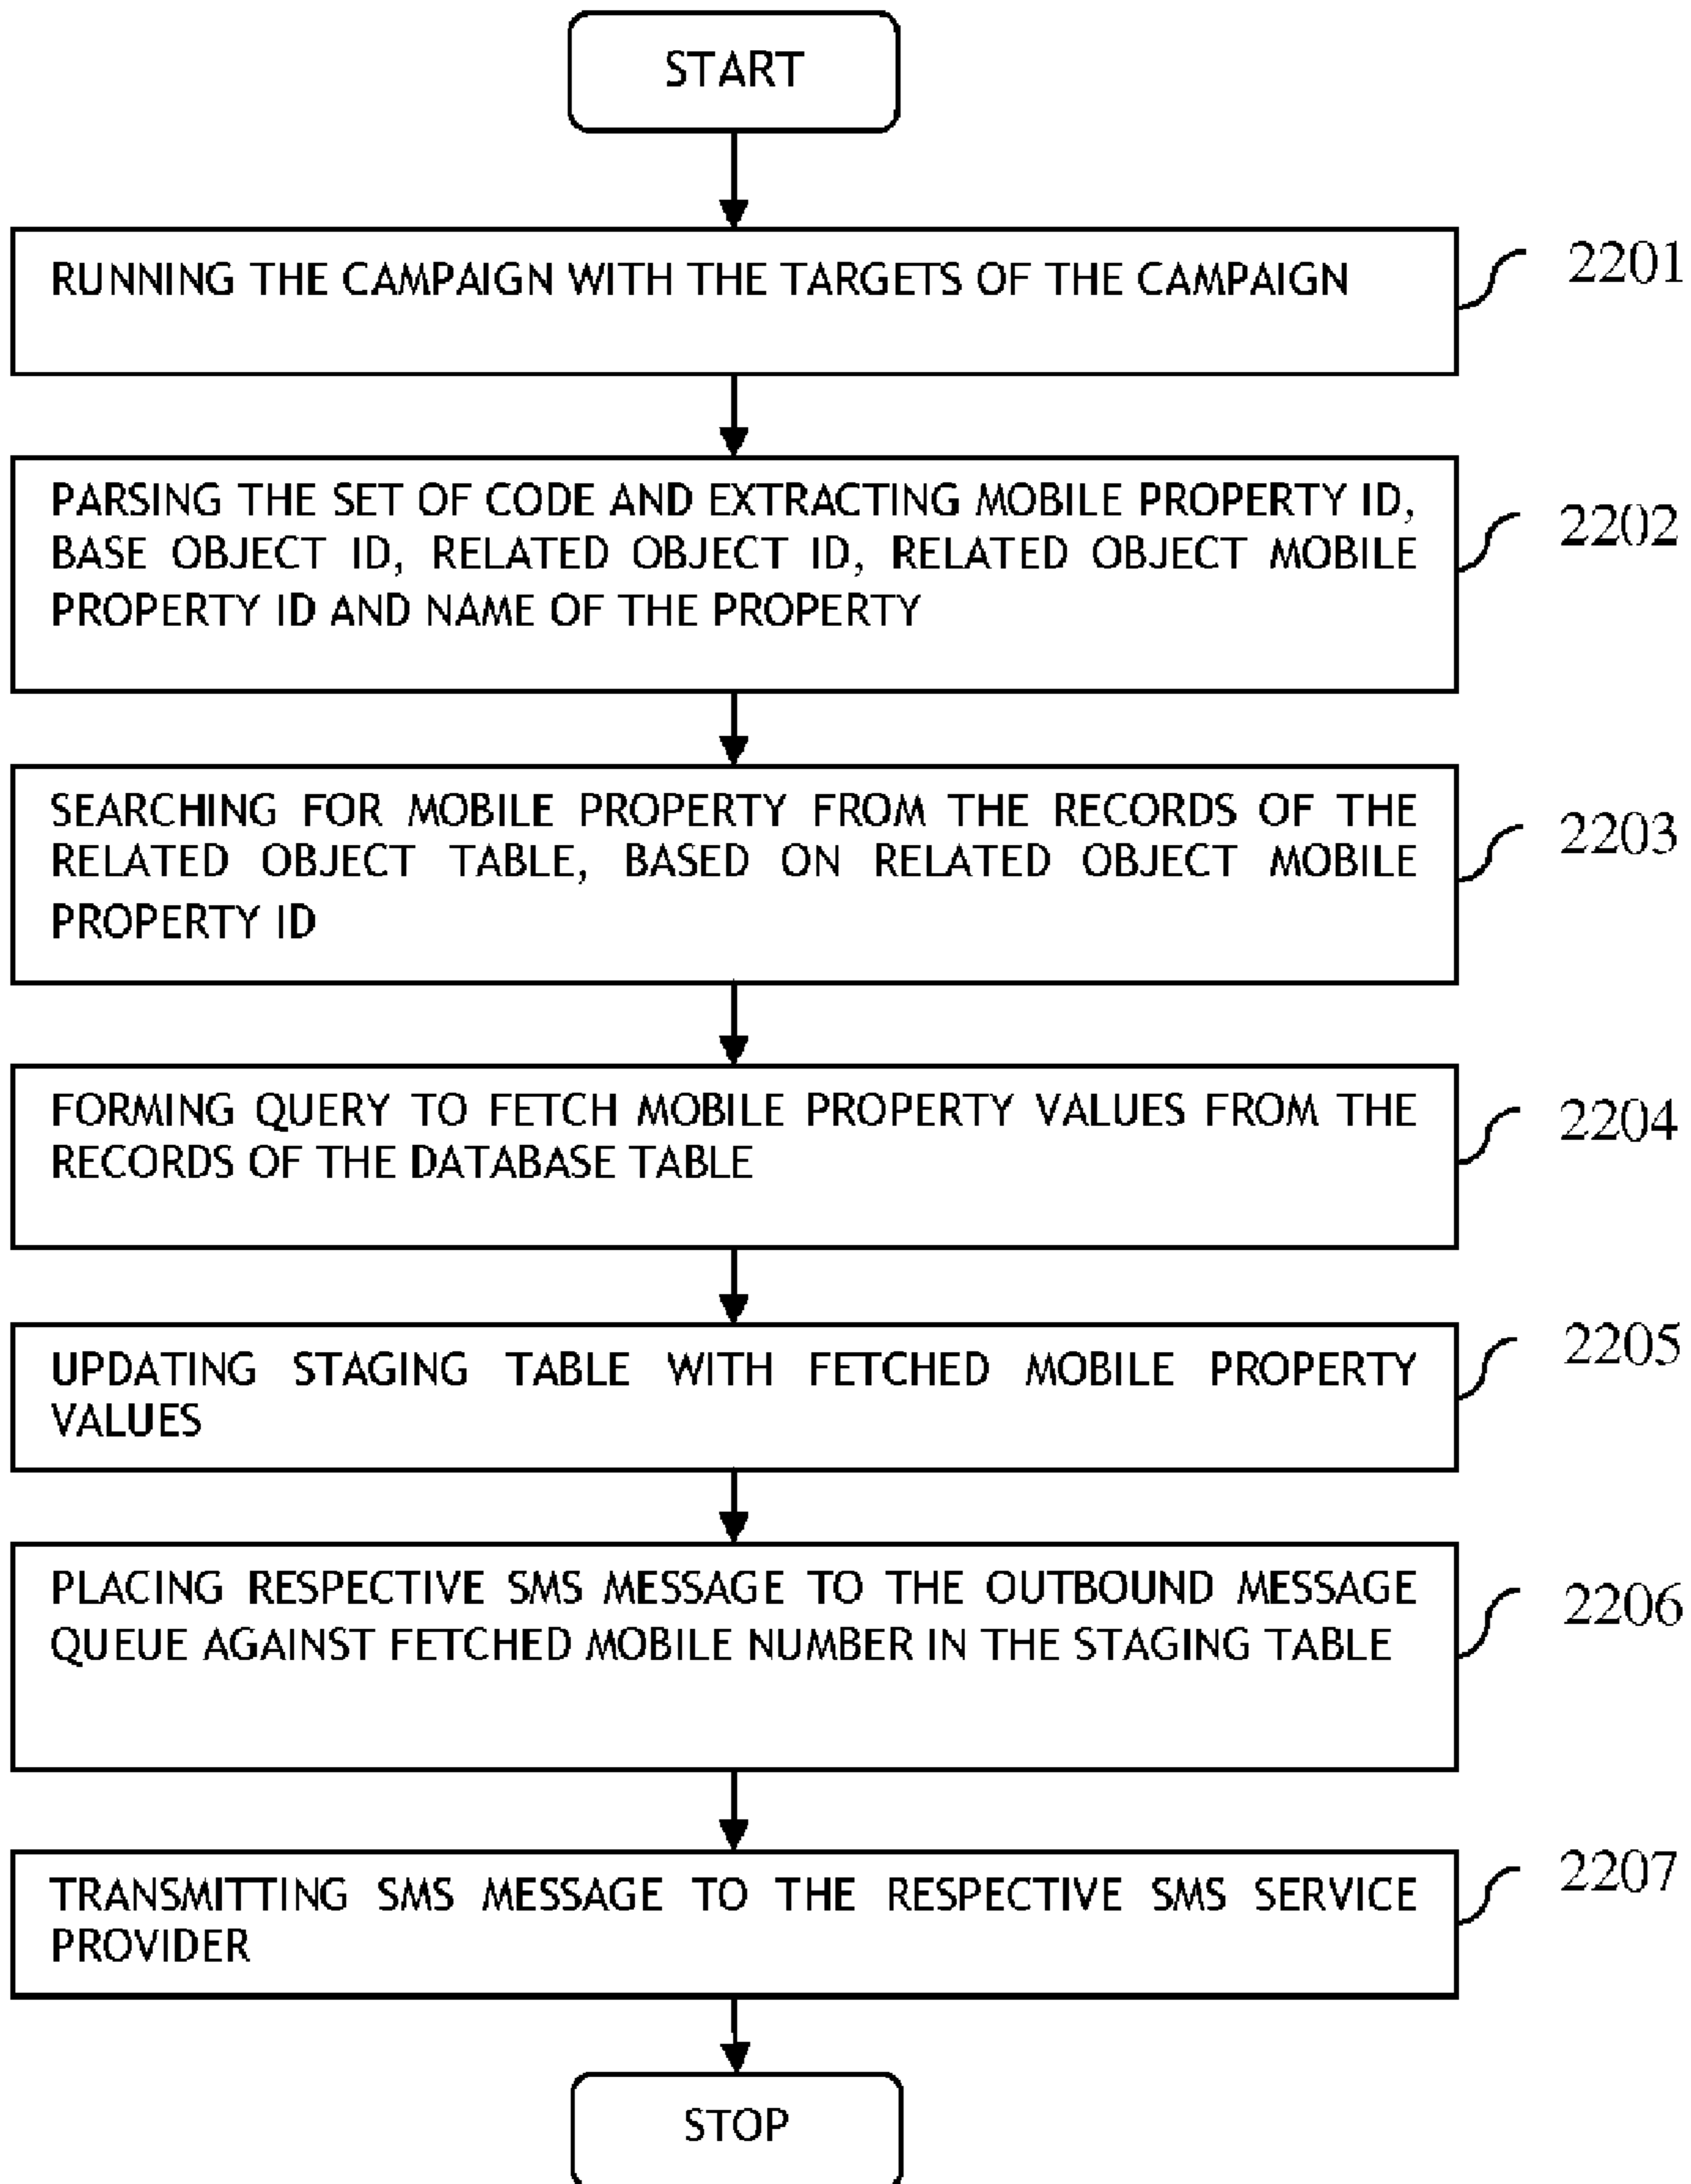 START
RUNNING THE CAMPAIGN WITH THE TARGETS OF THE CAMPAIGN
2201
PARSING THE SET OF CODE AND EXTRACTING MOBILE PROPERTY ID,
BASE OBJECT ID, RELATED OBJECT ID, RELATED OBJECT MOBILE
PROPERTY ID AND NAME OF THE PROPERTY
2202
SEARCHING FOR MOBILE PROPERTY FROM THE RECORDS OF THE
RELATED OBJECT TABLE, BASED ON RELATED OBJECT MOBILE
PROPERTY ID
2203
FORMING QUERY TO FETCH MOBILE PROPERTY VALUES FROM THE
RECORDS OF THE DATABASE TABLE
2204
UPDATING STAGING TABLE WITH FETCHED MOBILE PROPERTY
VALUES
2205
PLACING RESPECTIVE SMS MESSAGE TO THE OUTBOUND MESSAGE
QUEUE AGAINST FETCHED MOBILE NUMBER IN THE STAGING TABLE
2206
TRANSMITTING SMS MESSAGE TO THE RESPECTIVE SMS SERVICE
PROVIDER
2207
STOP